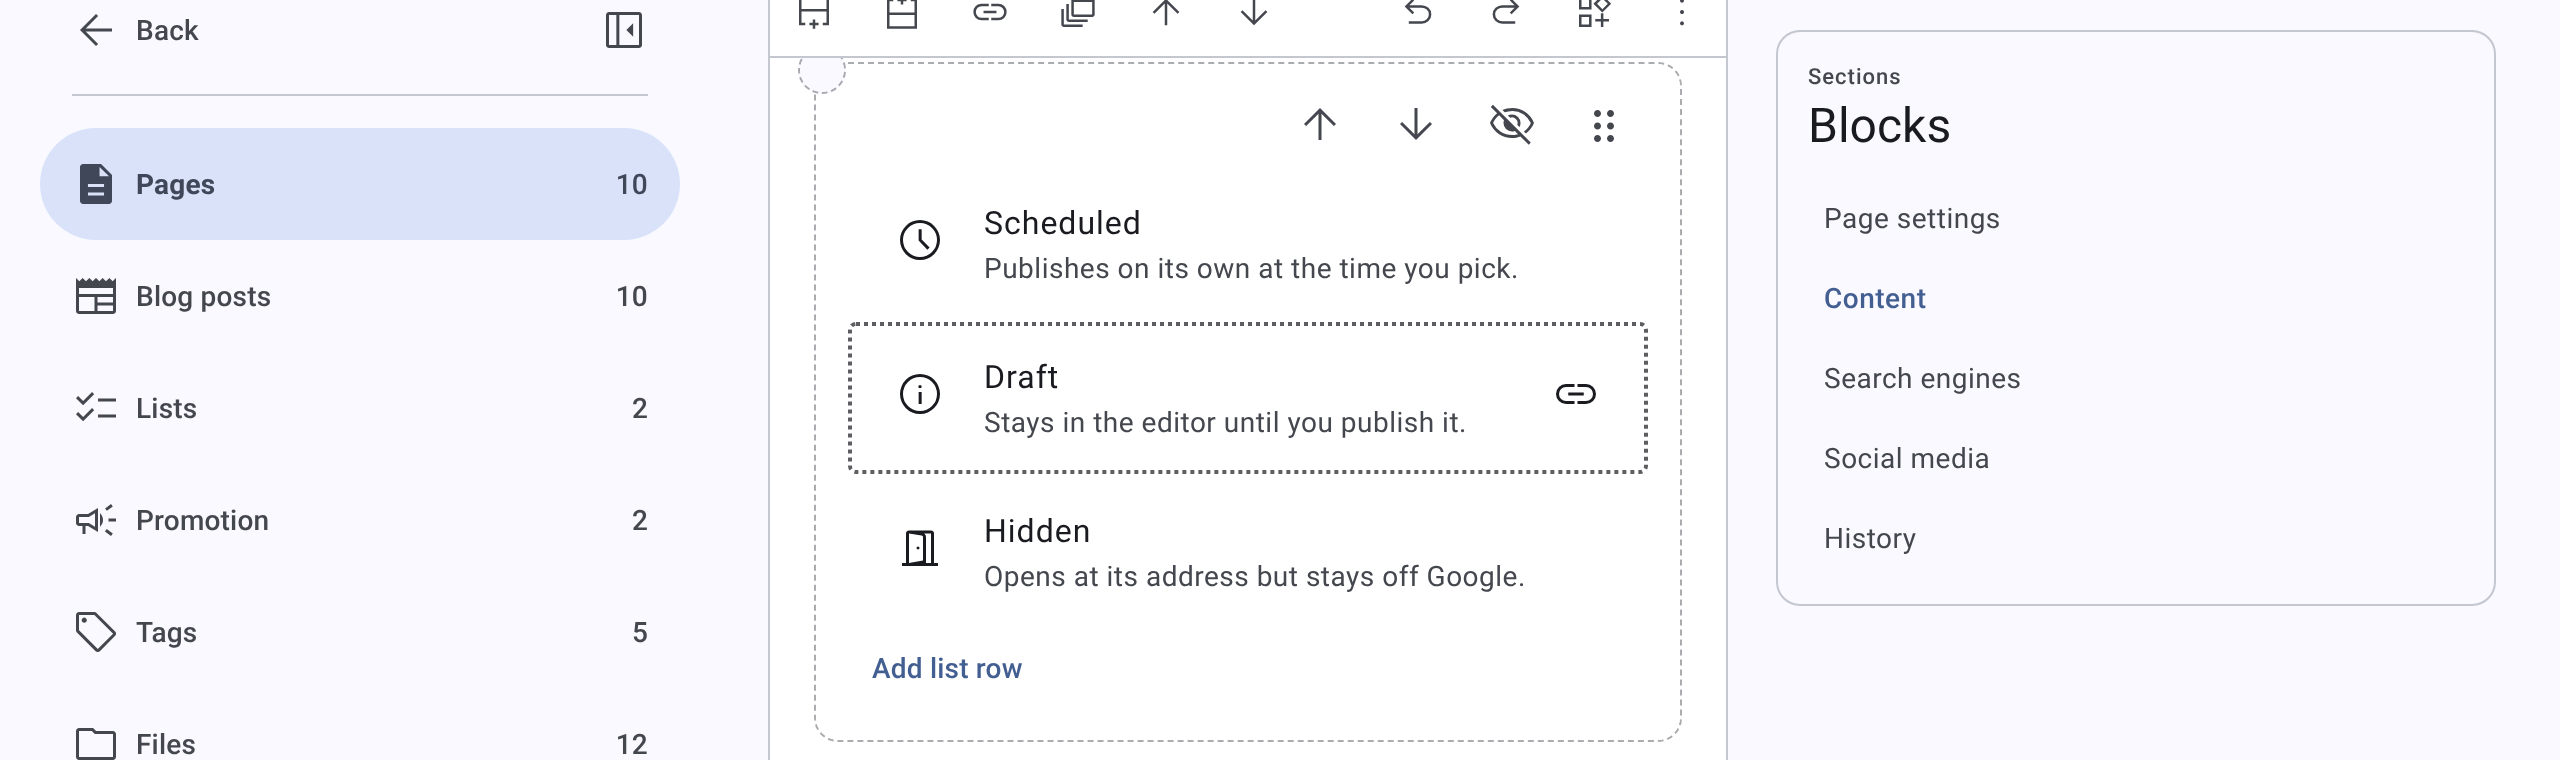 Back
Pages 10
Blog posts 10
Lists 2
Promotion 2
Tags 5
Files 12
Scheduled
Publishes on its own at the time you pick.
Draft
Stays in the editor until you publish it.
Hidden
Opens at its address but stays off Google.
Add list row
Sections
Blocks
Page settings
Content
Search engines
Social media
History